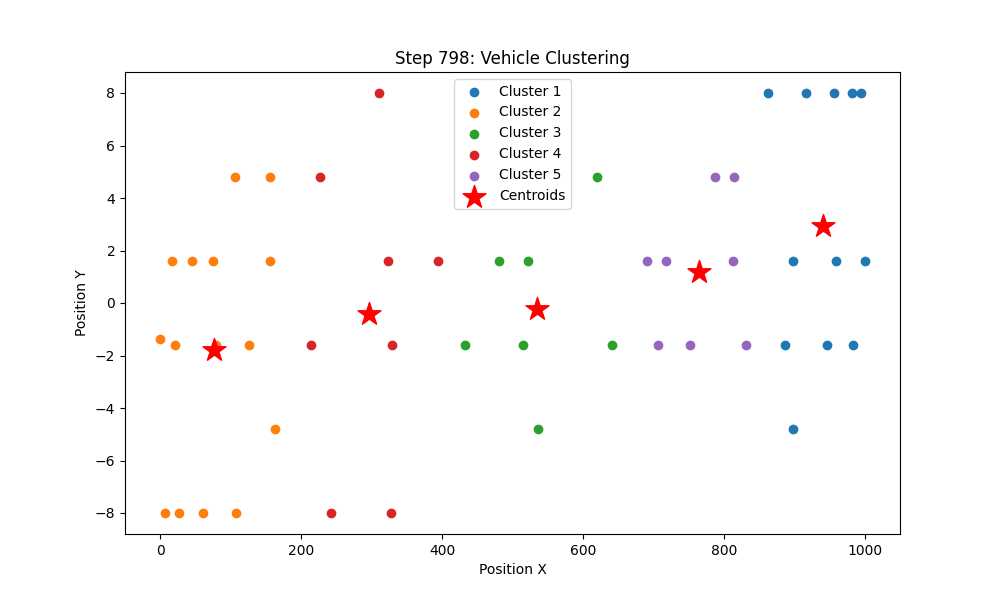 Step 798: Vehicle Clustering
Cluster 1
Cluster 2
Cluster 3
Cluster 4
Cluster 5
Centroids
8
6
4
2
0
−2
−4
−6
−8
Position Y
0 200 400 600 800 1000
Position X